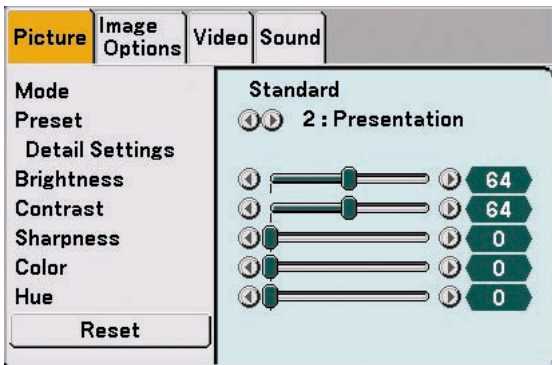 Picture
Image Options
Video
Sound
Mode Standard
Preset 2 : Presentation
Detail Settings
Brightness 64
Contrast 64
Sharpness 0
Color 0
Hue 0
Reset